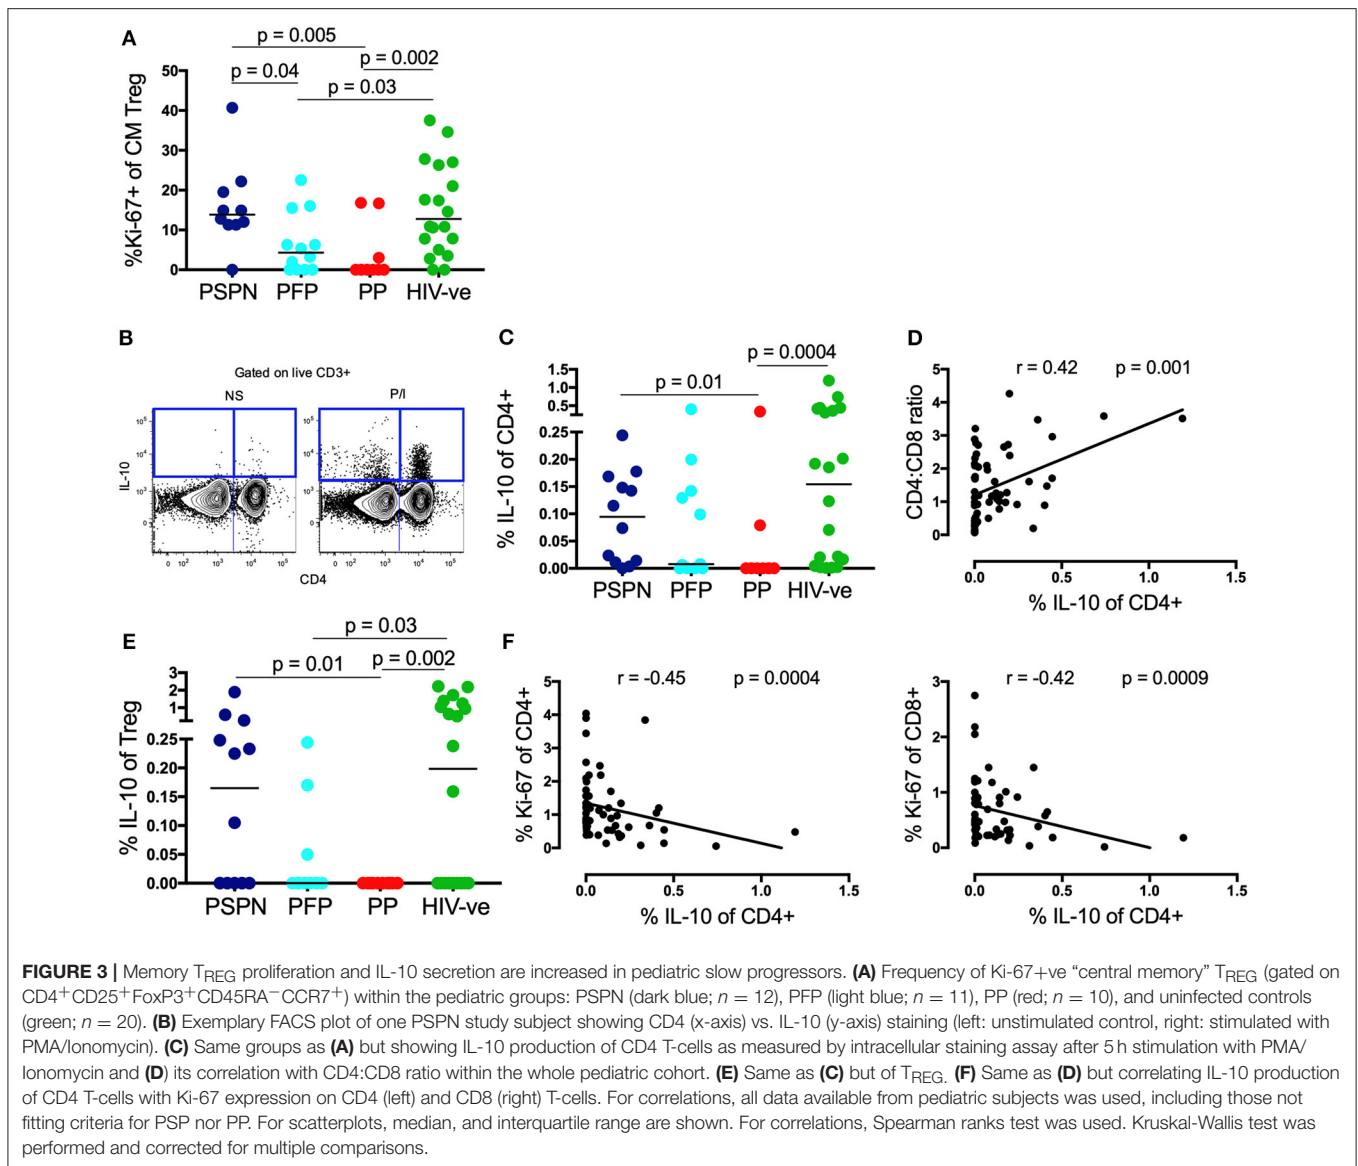 A
p = 0.005
p = 0.002
p = 0.04
p = 0.03
%Ki-67+ of CM Treg
50
40
30
20
10
0
PSPN PFP PP HIV-ve
B
Gated on live CD3+
NS P/I
IL-10
10⁵
10⁴
10³
0
0 10² 10³ 10⁴ 10⁵
10⁵
10⁴
10³
0
0 10² 10³ 10⁴ 10⁵
CD4
C
p = 0.0004
p = 0.01
% IL-10 of CD4+
1.5
1.0
0.5
0.25
0.20
0.15
0.10
0.05
0.00
PSPN PFP PP HIV-ve
D
r = 0.42 p = 0.001
CD4:CD8 ratio
5
4
3
2
1
0
0.0 0.5 1.0 1.5
% IL-10 of CD4+
E
p = 0.03
p = 0.01 p = 0.002
% IL-10 of Treg
3
2
1
0.25
0.20
0.15
0.10
0.05
0.00
PSPN PFP PP HIV-ve
F
r = -0.45 p = 0.0004
% Ki-67 of CD4+
5
4
3
2
1
0
0.0 0.5 1.0 1.5
% IL-10 of CD4+
r = -0.42 p = 0.0009
% Ki-67 of CD8+
3
2
1
0
0.0 0.5 1.0 1.5
% IL-10 of CD4+
FIGURE 3 | Memory TREG proliferation and IL-10 secretion are increased in pediatric slow progressors. (A) Frequency of Ki-67+ve “central memory” TREG (gated on
CD4⁺CD25⁺FoxP3⁺CD45RA⁻CCR7⁺) within the pediatric groups: PSPN (dark blue; n = 12), PFP (light blue; n = 11), PP (red; n = 10), and uninfected controls
(green; n = 20). (B) Exemplary FACS plot of one PSPN study subject showing CD4 (x-axis) vs. IL-10 (y-axis) staining (left: unstimulated control, right: stimulated with
PMA/Ionomycin). (C) Same groups as (A) but showing IL-10 production of CD4 T-cells as measured by intracellular staining assay after 5 h stimulation with PMA/
Ionomycin and (D) its correlation with CD4:CD8 ratio within the whole pediatric cohort. (E) Same as (C) but of TREG. (F) Same as (D) but correlating IL-10 production
of CD4 T-cells with Ki-67 expression on CD4 (left) and CD8 (right) T-cells. For correlations, all data available from pediatric subjects was used, including those not
fitting criteria for PSP nor PP. For scatterplots, median, and interquartile range are shown. For correlations, Spearman ranks test was used. Kruskal-Wallis test was
performed and corrected for multiple comparisons.